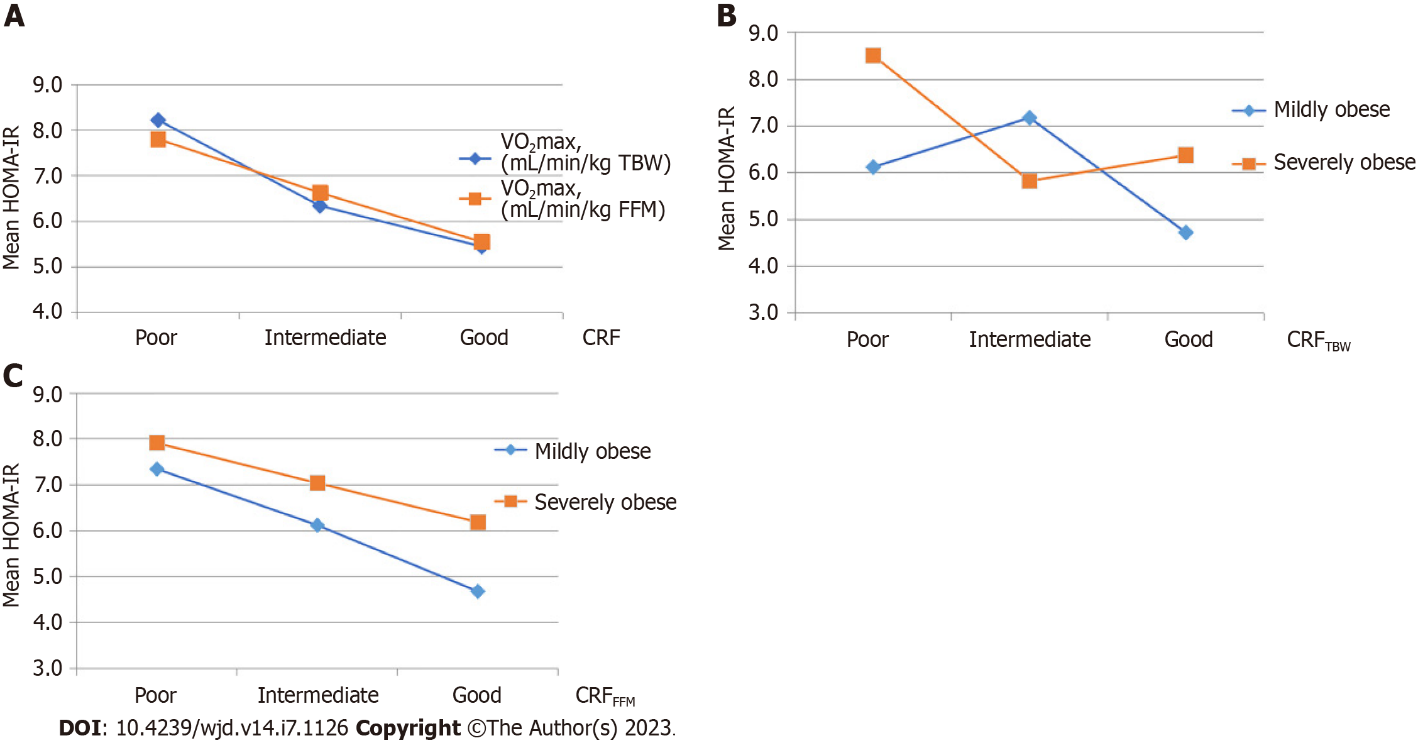 A
Mean HOMA-IR
9.0
8.0
7.0
6.0
5.0
4.0
Poor
Intermediate
Good
CRF
VO2max,
(mL/min/kg TBW)
VO2max,
(mL/min/kg FFM)
B
Mean HOMA-IR
9.0
8.0
7.0
6.0
5.0
4.0
3.0
Poor
Intermediate
Good
CRFTBW
Mildly obese
Severely obese
C
Mean HOMA-IR
9.0
8.0
7.0
6.0
5.0
4.0
3.0
Poor
Intermediate
Good
CRFFFM
Mildly obese
Severely obese
DOI: 10.4239/wjd.v14.i7.1126 Copyright ©The Author(s) 2023.